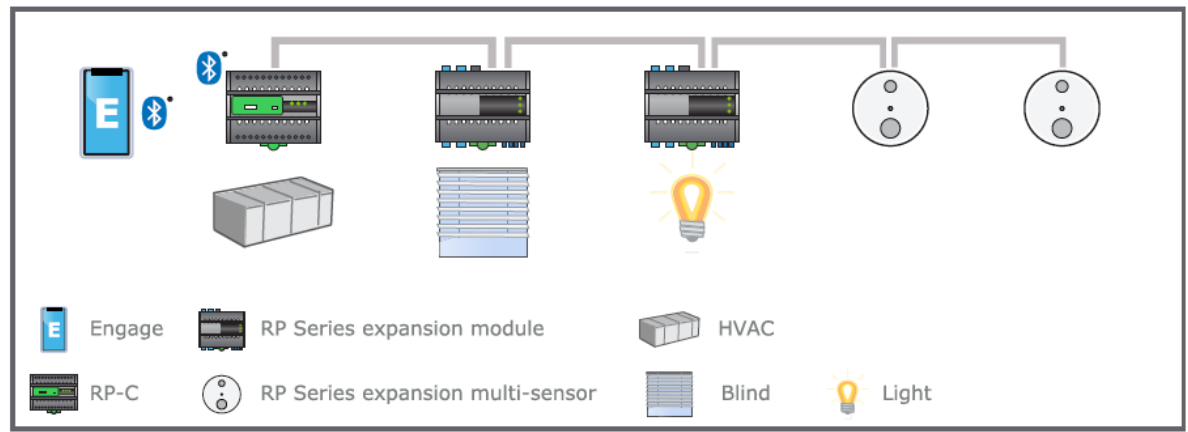 E
Engage
RP Series expansion module
HVAC
E
RP-C
RP Series expansion multi-sensor
Blind
Light